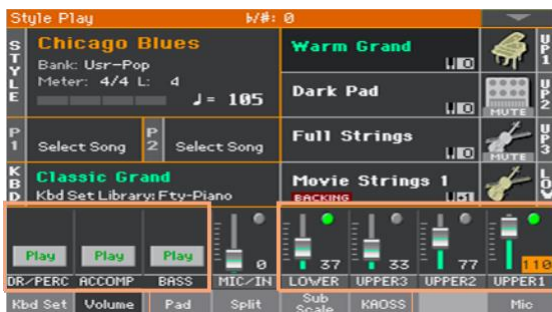 Style Play ♭/#: 0
STYLE
Chicago Blues
Bank: Usr-Pop
Meter: 4/4 L: 4
♩= 105
Warm Grand
UP1
Dark Pad
MUTE
UP2
P1 Select Song P2 Select Song
Full Strings
MUTE
UP3
KBD
Classic Grand
Kbd Set Library: Fty-Piano
Movie Strings 1
BACKING
LOW
Play Play Play 0 37 33 77 110
DR/PERC ACCOMP BASS MIC/IN LOWER UPPER3 UPPER2 UPPER1
Kbd Set Volume Pad Split Sub Scale KAOSS Mic